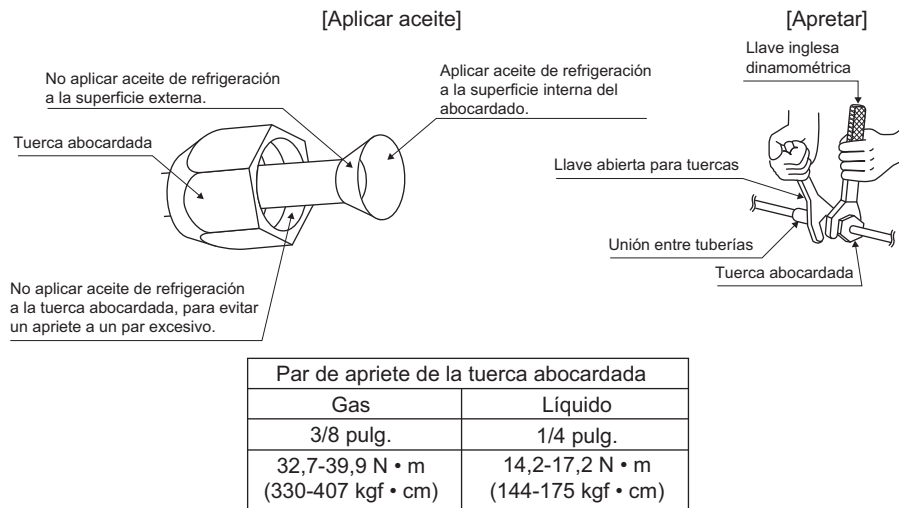 [Aplicar aceite]
No aplicar aceite de refrigeración
a la superficie externa.
Aplicar aceite de refrigeración
a la superficie interna del
abocardado.
Tuerca abocardada
No aplicar aceite de refrigeración
a la tuerca abocardada, para evitar
un apriete a un par excesivo.
[Apretar]
Llave inglesa
dinamométrica
Llave abierta para tuercas
Unión entre tuberías
Tuerca abocardada
Par de apriete de la tuerca abocardada
Gas Líquido
3/8 pulg. 1/4 pulg.
32,7-39,9 N • m 14,2-17,2 N • m
(330-407 kgf • cm) (144-175 kgf • cm)